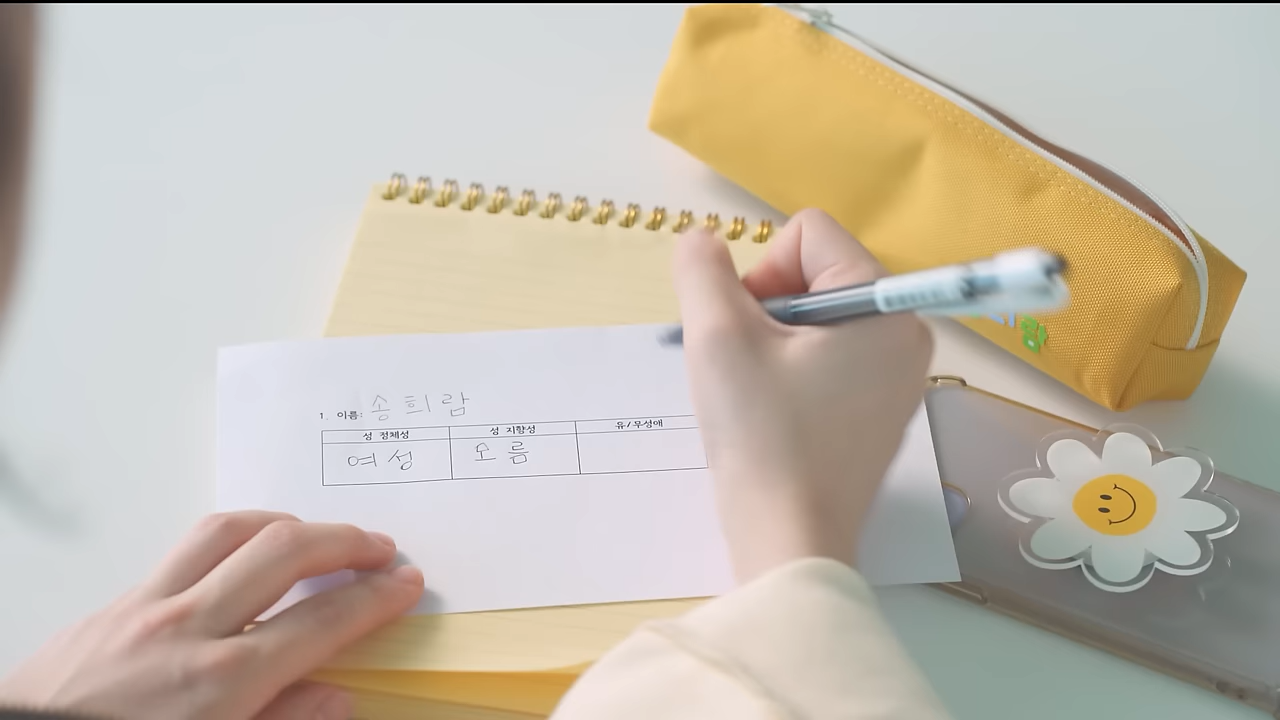 1. 이름: 송희람
성 정체성 성 지향성 유/무성애
여성 모름
람